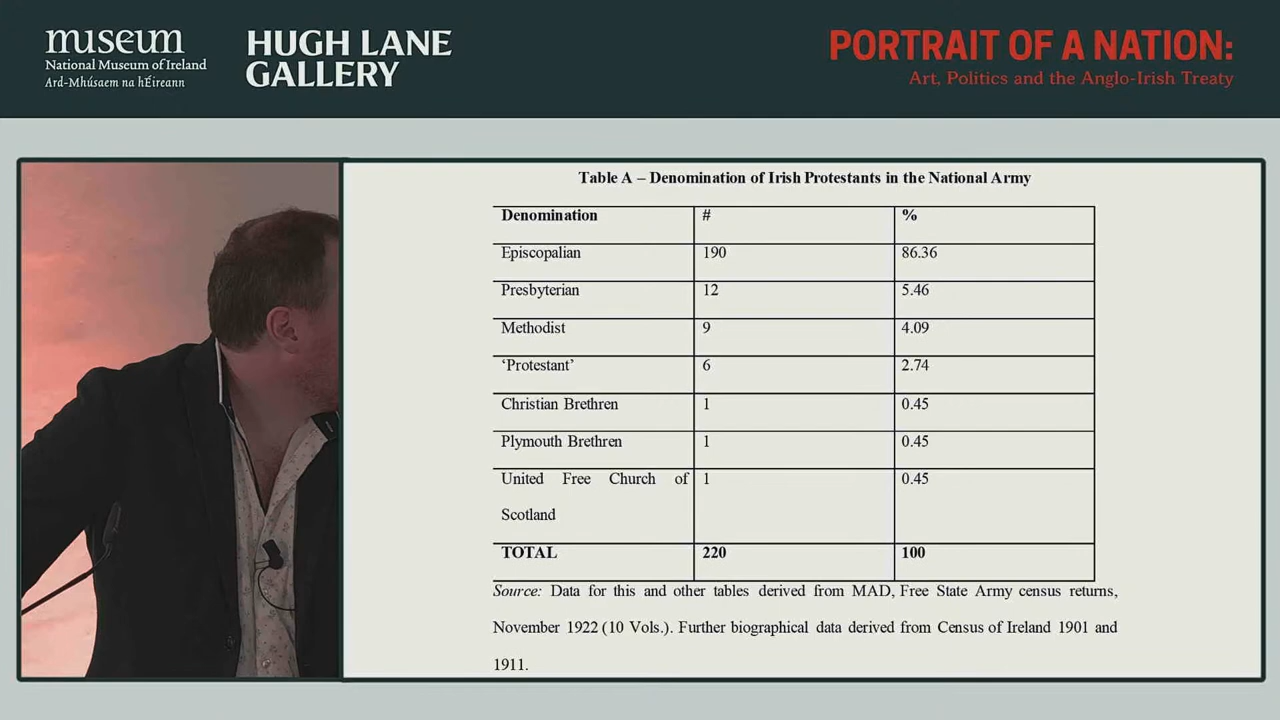 museum
National Museum of Ireland
Ard-Mhúsaem na hÉireann
HUGH LANE
GALLERY
PORTRAIT OF A NATION:
Art, Politics and the Anglo-Irish Treaty
Table A – Denomination of Irish Protestants in the National Army
Denomination # %
Episcopalian 190 86.36
Presbyterian 12 5.46
Methodist 9 4.09
‘Protestant’ 6 2.74
Christian Brethren 1 0.45
Plymouth Brethren 1 0.45
United Free Church of 1 0.45
Scotland
TOTAL 220 100
Source: Data for this and other tables derived from MAD, Free State Army census returns,
November 1922 (10 Vols.). Further biographical data derived from Census of Ireland 1901 and
1911.